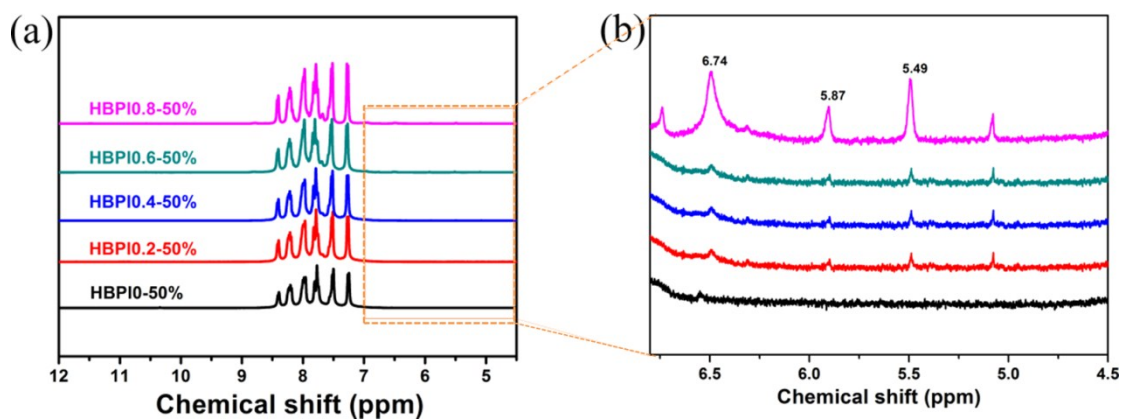 (a)
HBPI0.8-50%
HBPI0.6-50%
HBPI0.4-50%
HBPI0.2-50%
HBPI0-50%
12 11 10 9 8 7 6 5
Chemical shift (ppm)
(b)
6.74
5.87
5.49
6.5 6.0 5.5 5.0 4.5
Chemical shift (ppm)